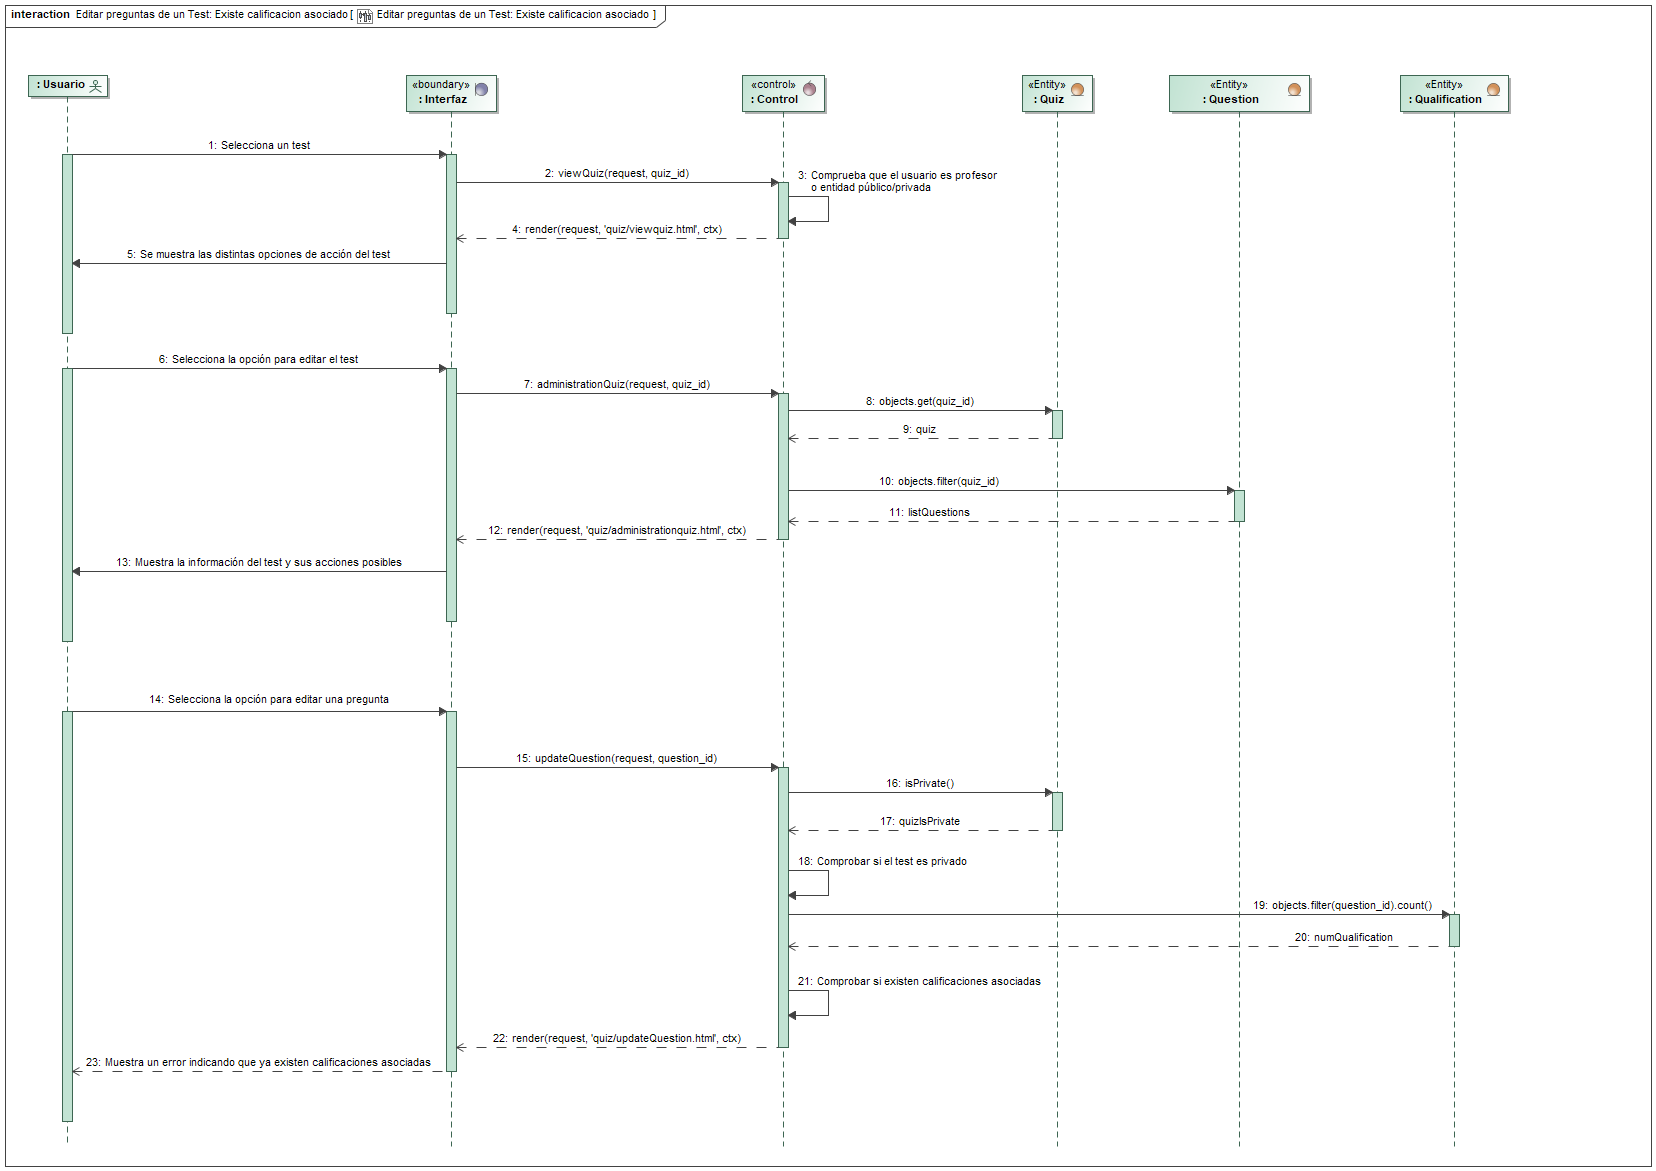 interaction Editar preguntas de un Test: Existe calificacion asociado [ Editar preguntas de un Test: Existe calificacion asociado ]
: Usuario
«boundary»
: Interfaz
«control»
: Control
«Entity»
: Quiz
«Entity»
: Question
«Entity»
: Qualification
1: Selecciona un test
2: viewQuiz(request, quiz_id)
3: Comprueba que el usuario es profesor
o entidad público/privada
4: render(request, 'quiz/viewquiz.html', ctx)
5: Se muestra las distintas opciones de acción del test
6: Selecciona la opción para editar el test
7: administrationQuiz(request, quiz_id)
8: objects.get(quiz_id)
9: quiz
10: objects.filter(quiz_id)
11: listQuestions
12: render(request, 'quiz/administrationquiz.html', ctx)
13: Muestra la información del test y sus acciones posibles
14: Selecciona la opción para editar una pregunta
15: updateQuestion(request, question_id)
16: isPrivate()
17: quizIsPrivate
18: Comprobar si el test es privado
19: objects.filter(question_id).count()
20: numQualification
21: Comprobar si existen calificaciones asociadas
22: render(request, 'quiz/updateQuestion.html', ctx)
23: Muestra un error indicando que ya existen calificaciones asociadas